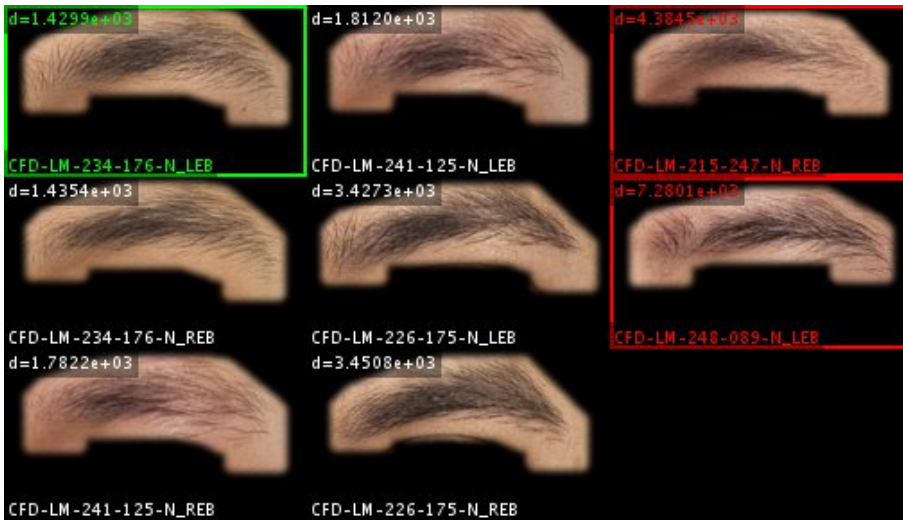 d=1.4299e+03
CFD-LM-234-176-N_LEB
d=1.8120e+03
CFD-LM-241-125-N_LEB
d=4.3845e+03
CFD-LM-215-247-N_REB
d=1.4354e+03
CFD-LM-234-176-N_REB
d=3.4273e+03
CFD-LM-226-175-N_LEB
d=7.2801e+03
CFD-LM-248-089-N_LEB
d=1.7822e+03
CFD-LM-241-125-N_REB
d=3.4508e+03
CFD-LM-226-175-N_REB